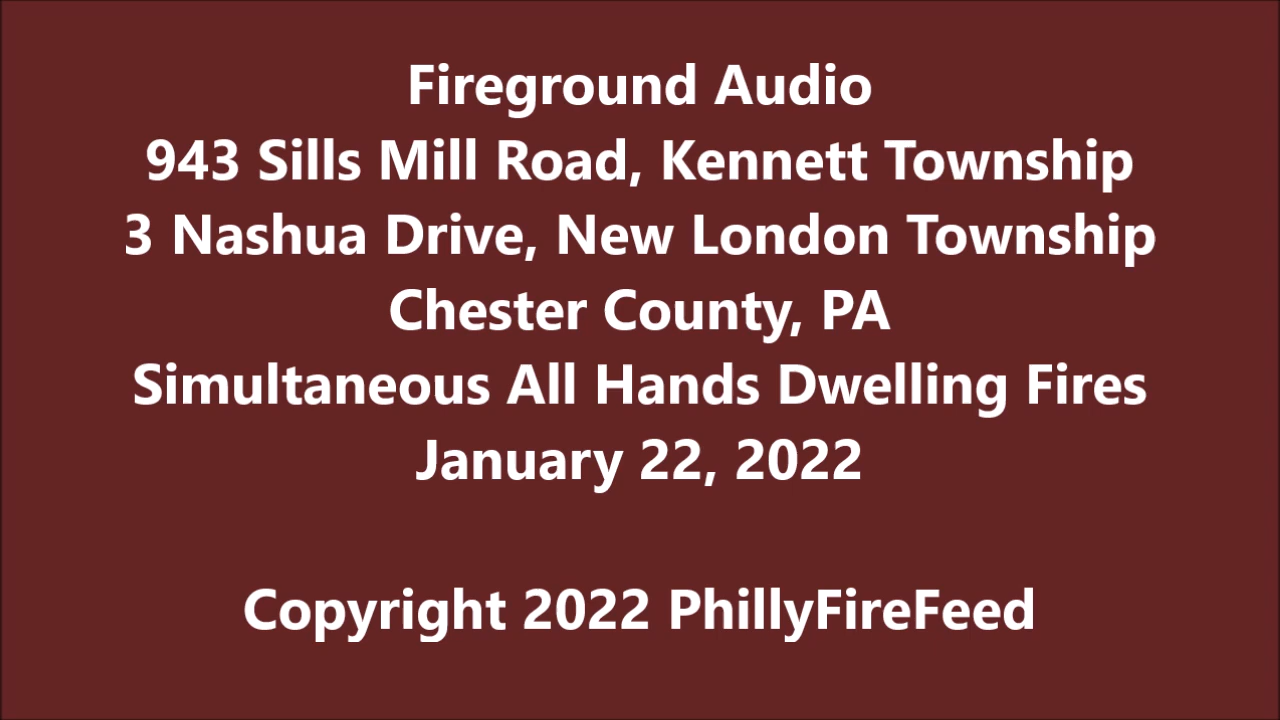 Fireground Audio
943 Sills Mill Road, Kennett Township
3 Nashua Drive, New London Township
Chester County, PA
Simultaneous All Hands Dwelling Fires
January 22, 2022
Copyright 2022 PhillyFireFeed